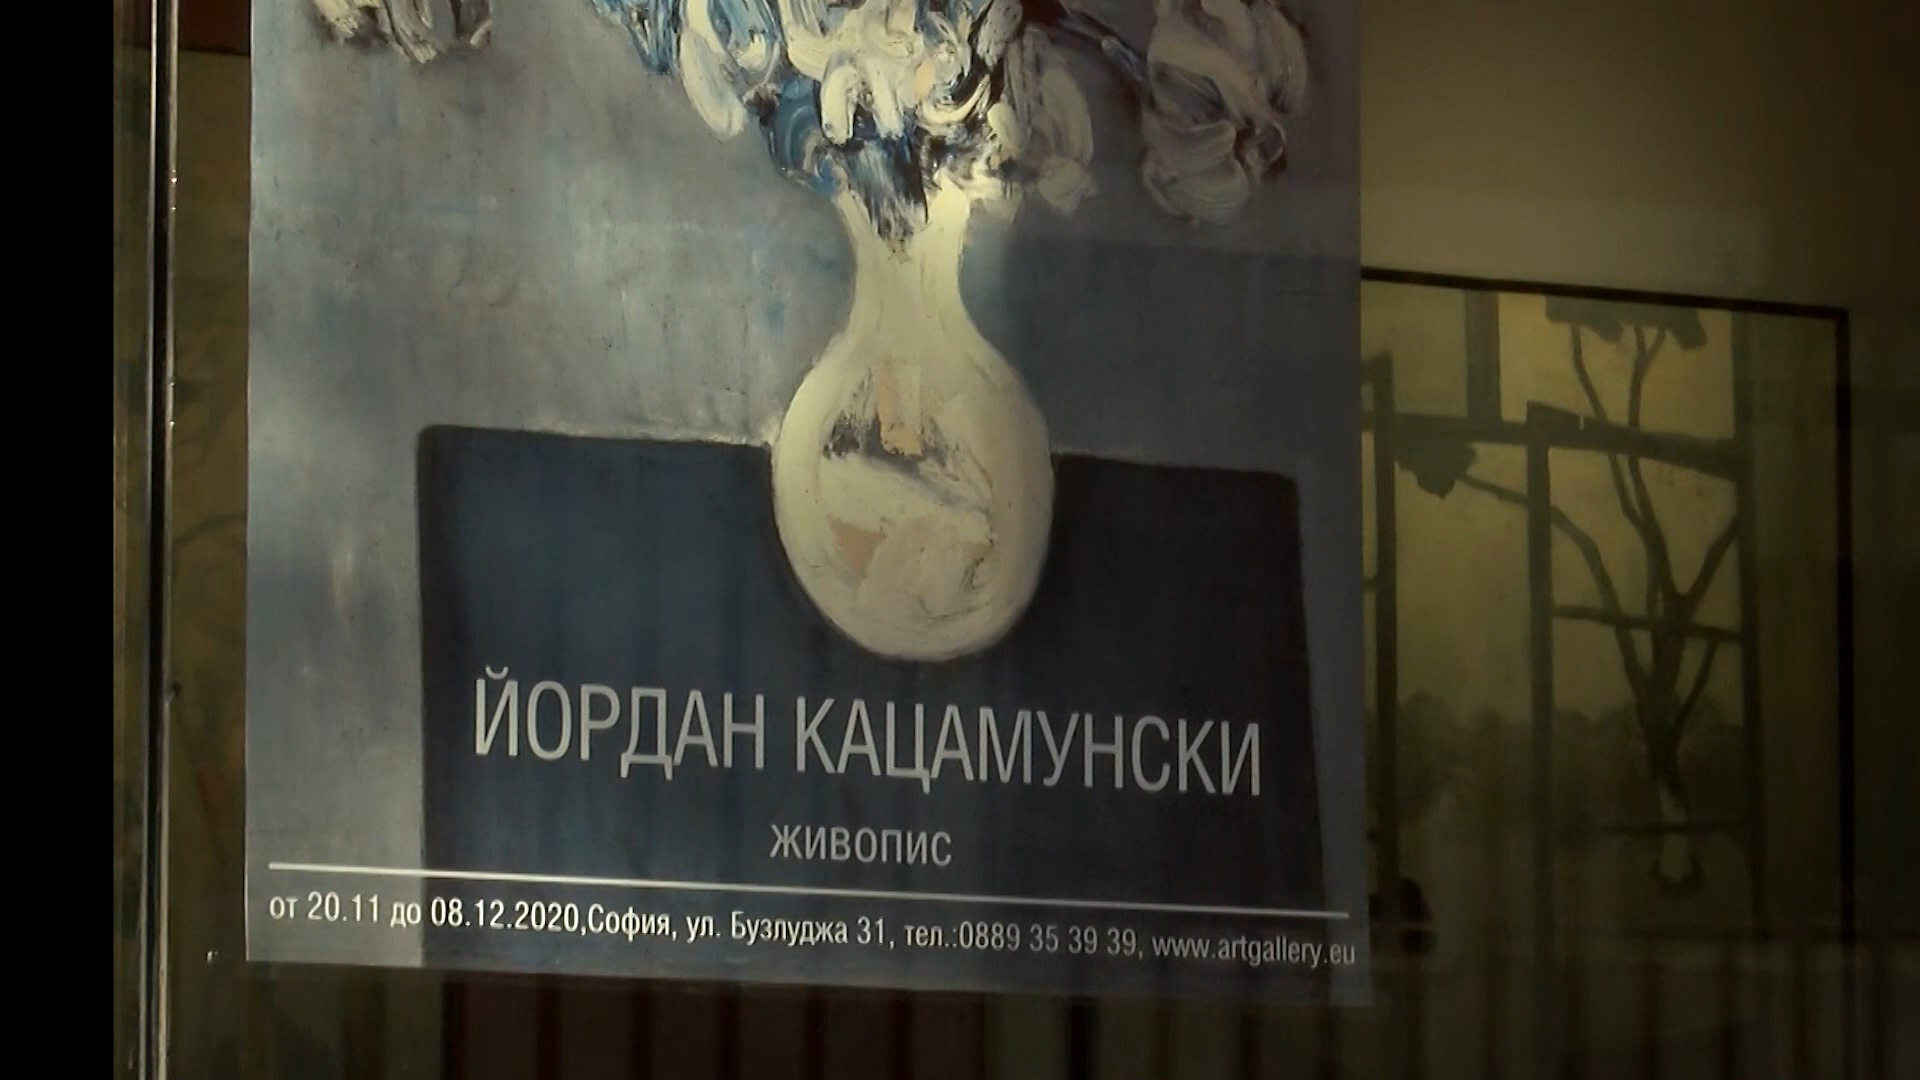 ЙОРДАН КАЦАМУНСКИ
живопис
от 20.11 до 08.12.2020,София, ул. Бузлуджа 31, тел.:0889 35 39 39, www.artgallery.eu